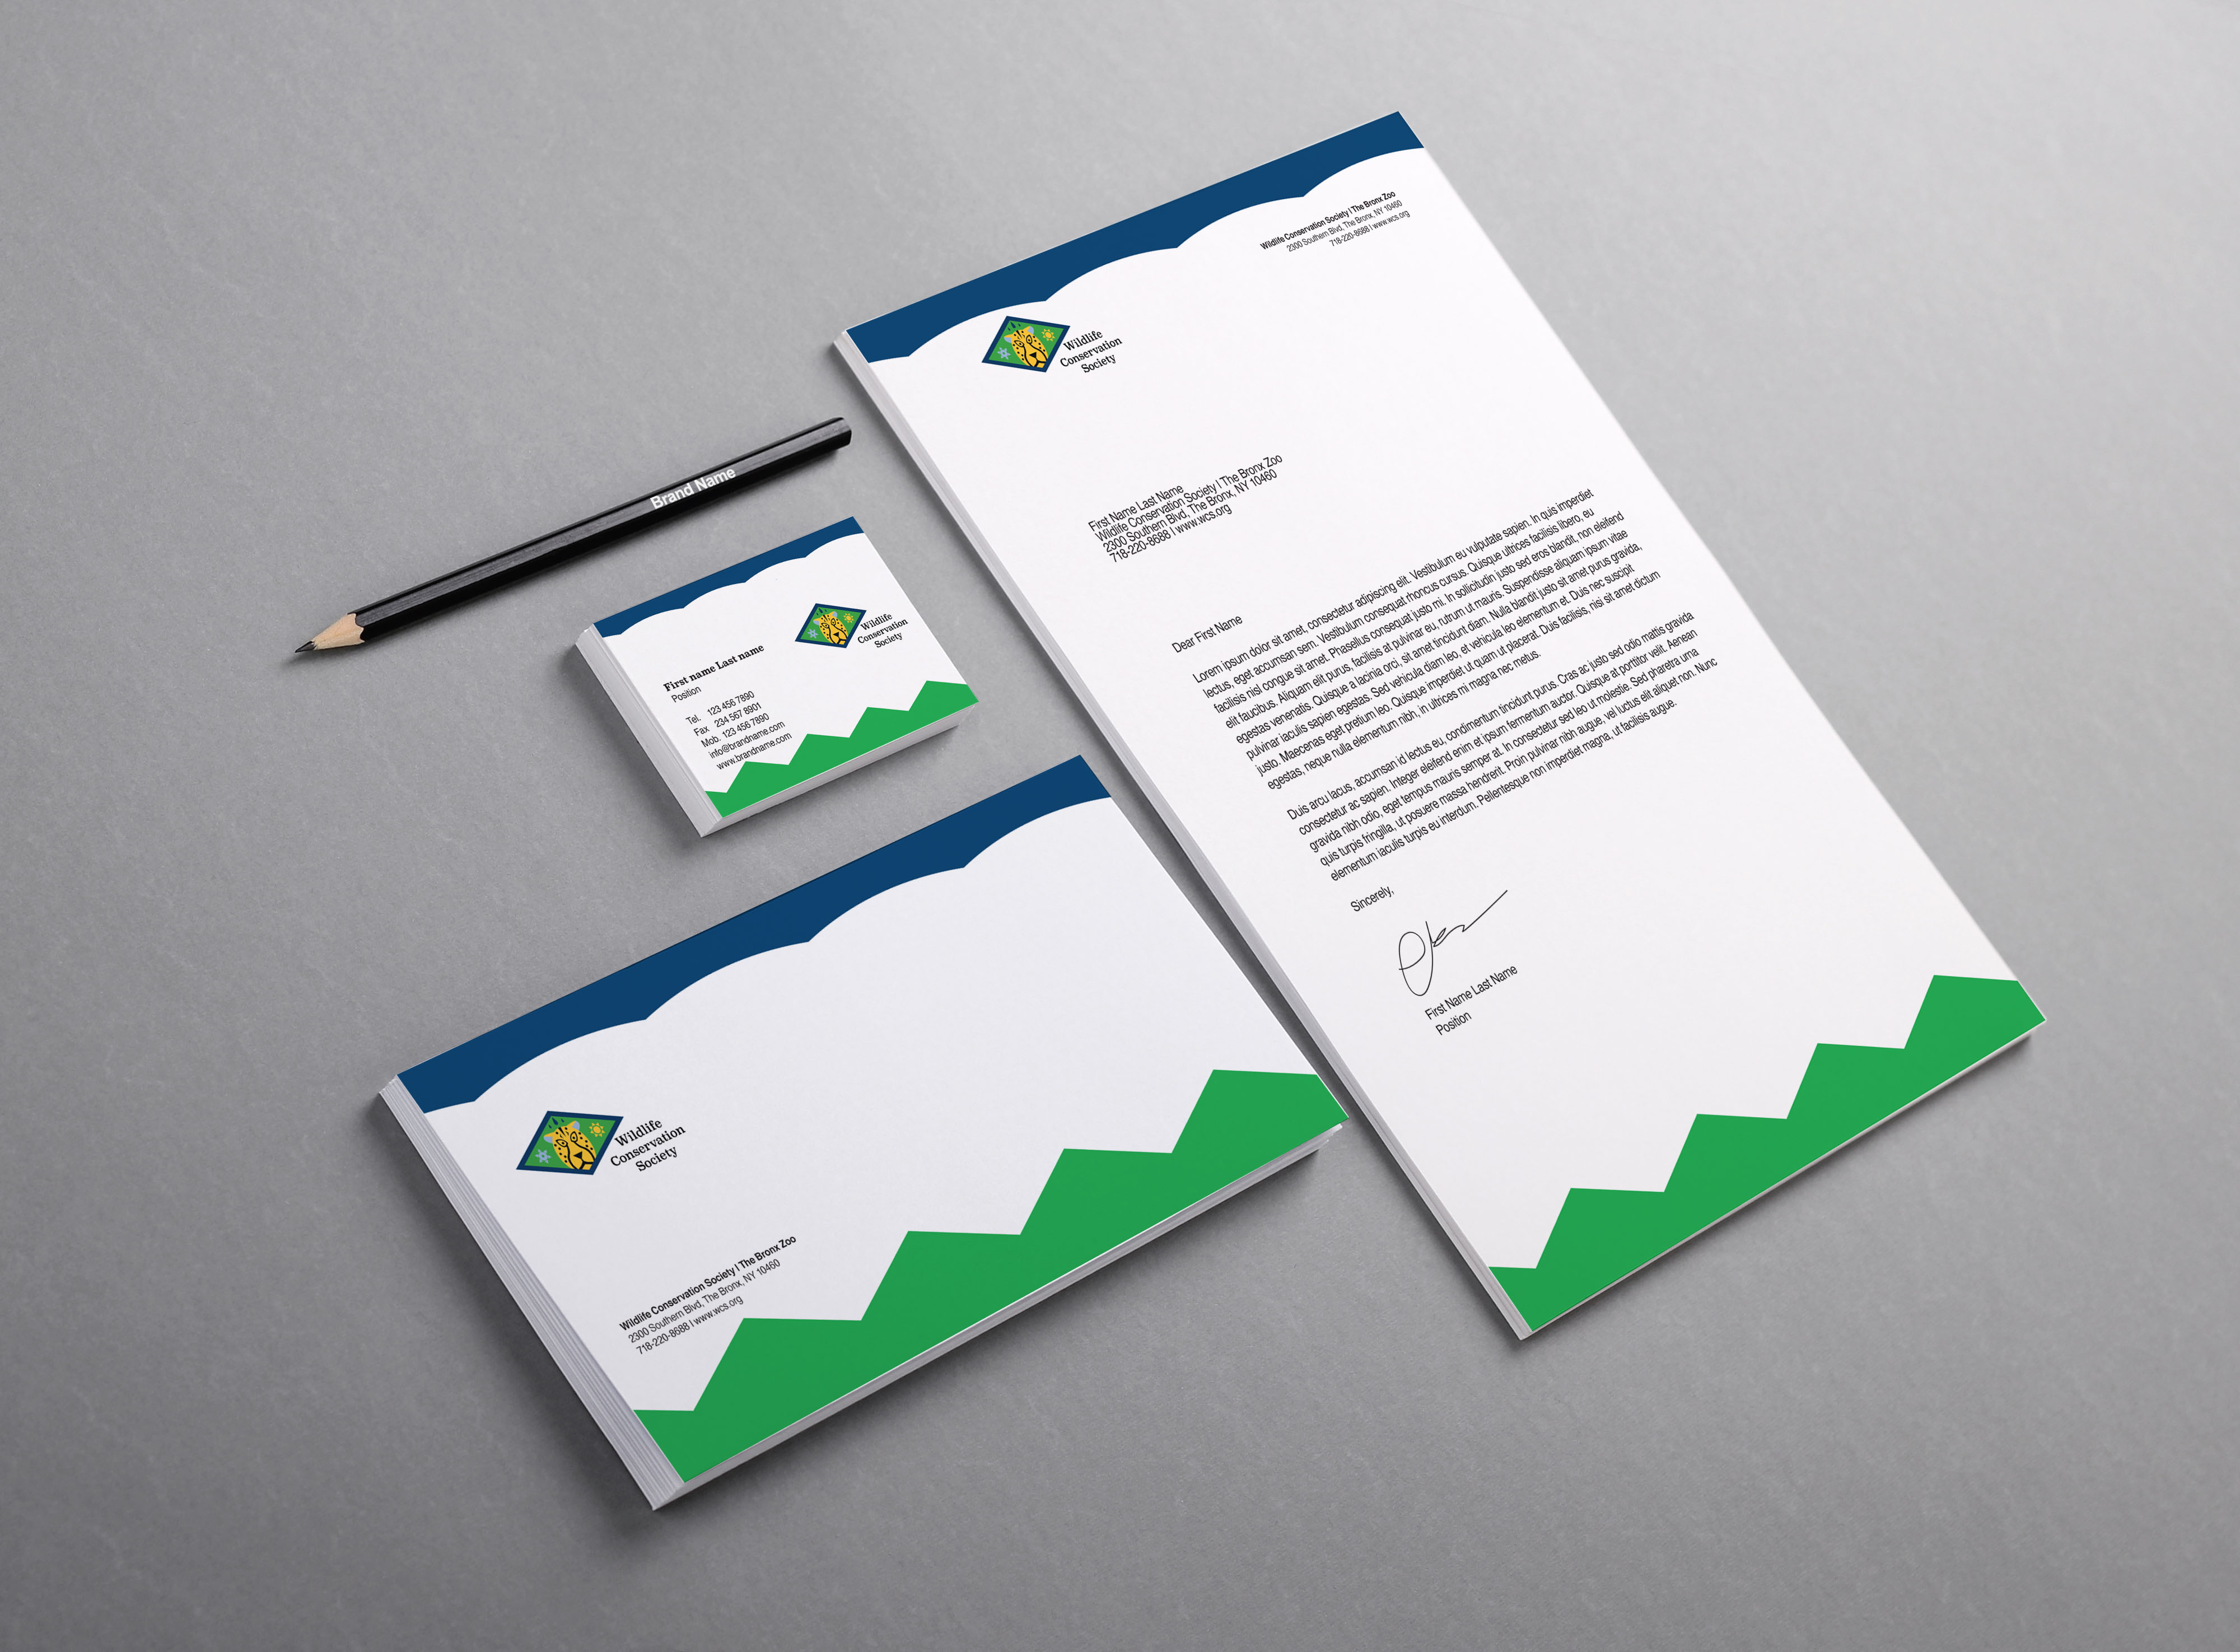 Wildlife Conservation Society | The Bronx Zoo
2300 Southern Blvd, The Bronx, NY 10460
718-220-8688 | www.wcs.org
Wildlife
Conservation
Society
First Name Last Name
Wildlife Conservation Society | The Bronx Zoo
2300 Southern Blvd, The Bronx, NY 10460
718-220-8688 | www.wcs.org
Dear First Name
Lorem ipsum dolor sit amet, consectetur adipiscing elit. Vestibulum eu vulputate sapien. In quis imperdiet
lectus, eget accumsan sem. Vestibulum consequat rhoncus cursus. Quisque ultrices facilisis libero, eu
facilisis nisl congue sit amet. Phasellus consequat justo mi. In sollicitudin justo sed eros blandit, non eleifend
elit faucibus. Aliquam elit purus, facilisis at pulvinar eu, rutrum ut mauris. Suspendisse aliquam ipsum vitae
egestas venenatis. Quisque a lacinia orci, sit amet tincidunt diam. Nulla blandit justo sit amet purus gravida,
pulvinar iaculis sapien egestas. Sed vehicula diam leo, et vehicula leo elementum et. Duis nec suscipit
justo. Maecenas eget pretium leo. Quisque imperdiet ut quam ut placerat. Duis facilisis, nisi sit amet dictum
egestas, neque nulla elementum nibh, in ultrices mi magna nec metus.
Duis arcu lacus, accumsan id lectus eu, condimentum tincidunt purus. Cras ac justo sed odio mattis gravida
consectetur ac sapien. Integer eleifend enim et ipsum fermentum auctor. Quisque at porttitor velit. Aenean
gravida nibh odio, eget tempus mauris semper at. In consectetur sed leo ut molestie. Sed pharetra urna
quis turpis fringilla, ut posuere massa hendrerit. Proin pulvinar nibh augue, vel luctus elit aliquet non. Nunc
elementum iaculis turpis eu interdum. Pellentesque non imperdiet magna, ut facilisis augue.
Sincerely,
First Name Last Name
Position
Brand Name
Wildlife
Conservation
Society
First name Last name
Position
Tel. 123 456 7890
Fax 234 567 8901
Mob. 123 456 7890
info@brandname.com
www.brandname.com
Wildlife
Conservation
Society
Wildlife Conservation Society | The Bronx Zoo
2300 Southern Blvd, The Bronx, NY 10460
718-220-8688 | www.wcs.org